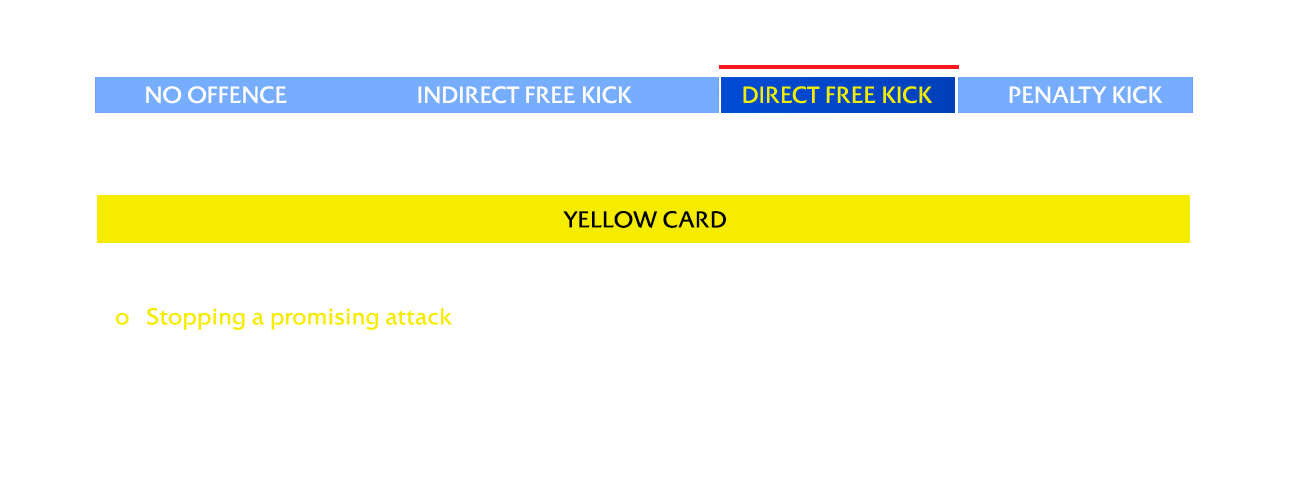 NO OFFENCE INDIRECT FREE KICK DIRECT FREE KICK PENALTY KICK
YELLOW CARD
o Stopping a promising attack